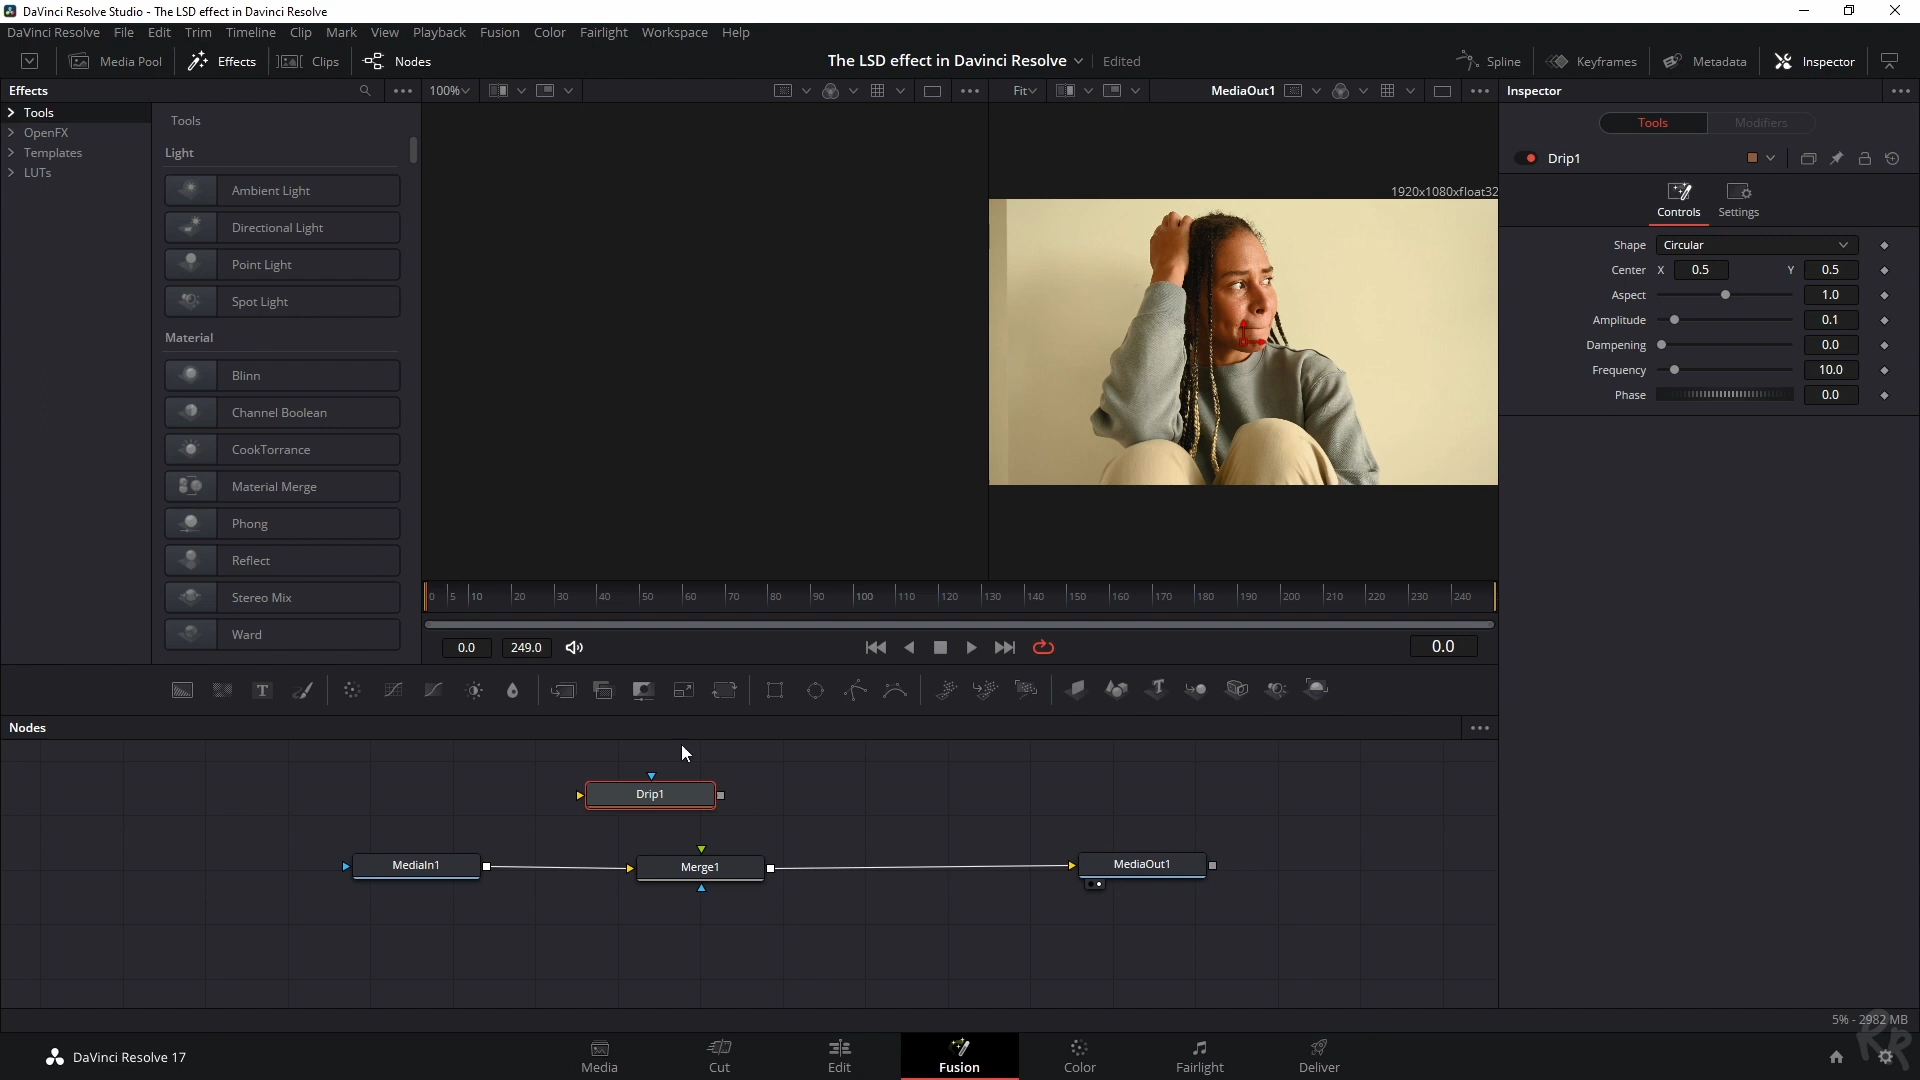 DaVinci Resolve Studio - The LSD effect in Davinci Resolve
DaVinci Resolve File Edit Trim Timeline Clip Mark View Playback Fusion Color Fairlight Workspace Help
Media Pool Effects Clips Nodes The LSD effect in Davinci Resolve Edited Spline Keyframes Metadata Inspector
Effects 100% Fit MediaOut1 Inspector
Tools
OpenFX
Templates
LUTs
Tools
Light
Ambient Light
Directional Light
Point Light
Spot Light
Material
Blinn
Channel Boolean
CookTorrance
Material Merge
Phong
Reflect
Stereo Mix
Ward
1920x1080xfloat32
Tools Modifiers
Drip1
Controls Settings
Shape Circular
Center X 0.5 Y 0.5
Aspect 1.0
Amplitude 0.1
Dampening 0.0
Frequency 10.0
Phase 0.0
0 5 10 20 30 40 50 60 70 80 90 100 110 120 130 140 150 160 170 180 190 200 210 220 230 240
0.0 249.0 0.0
T
Nodes
Drip1
MediaIn1 Merge1 MediaOut1
5% - 2982 MB
DaVinci Resolve 17 Media Cut Edit Fusion Color Fairlight Deliver
RR